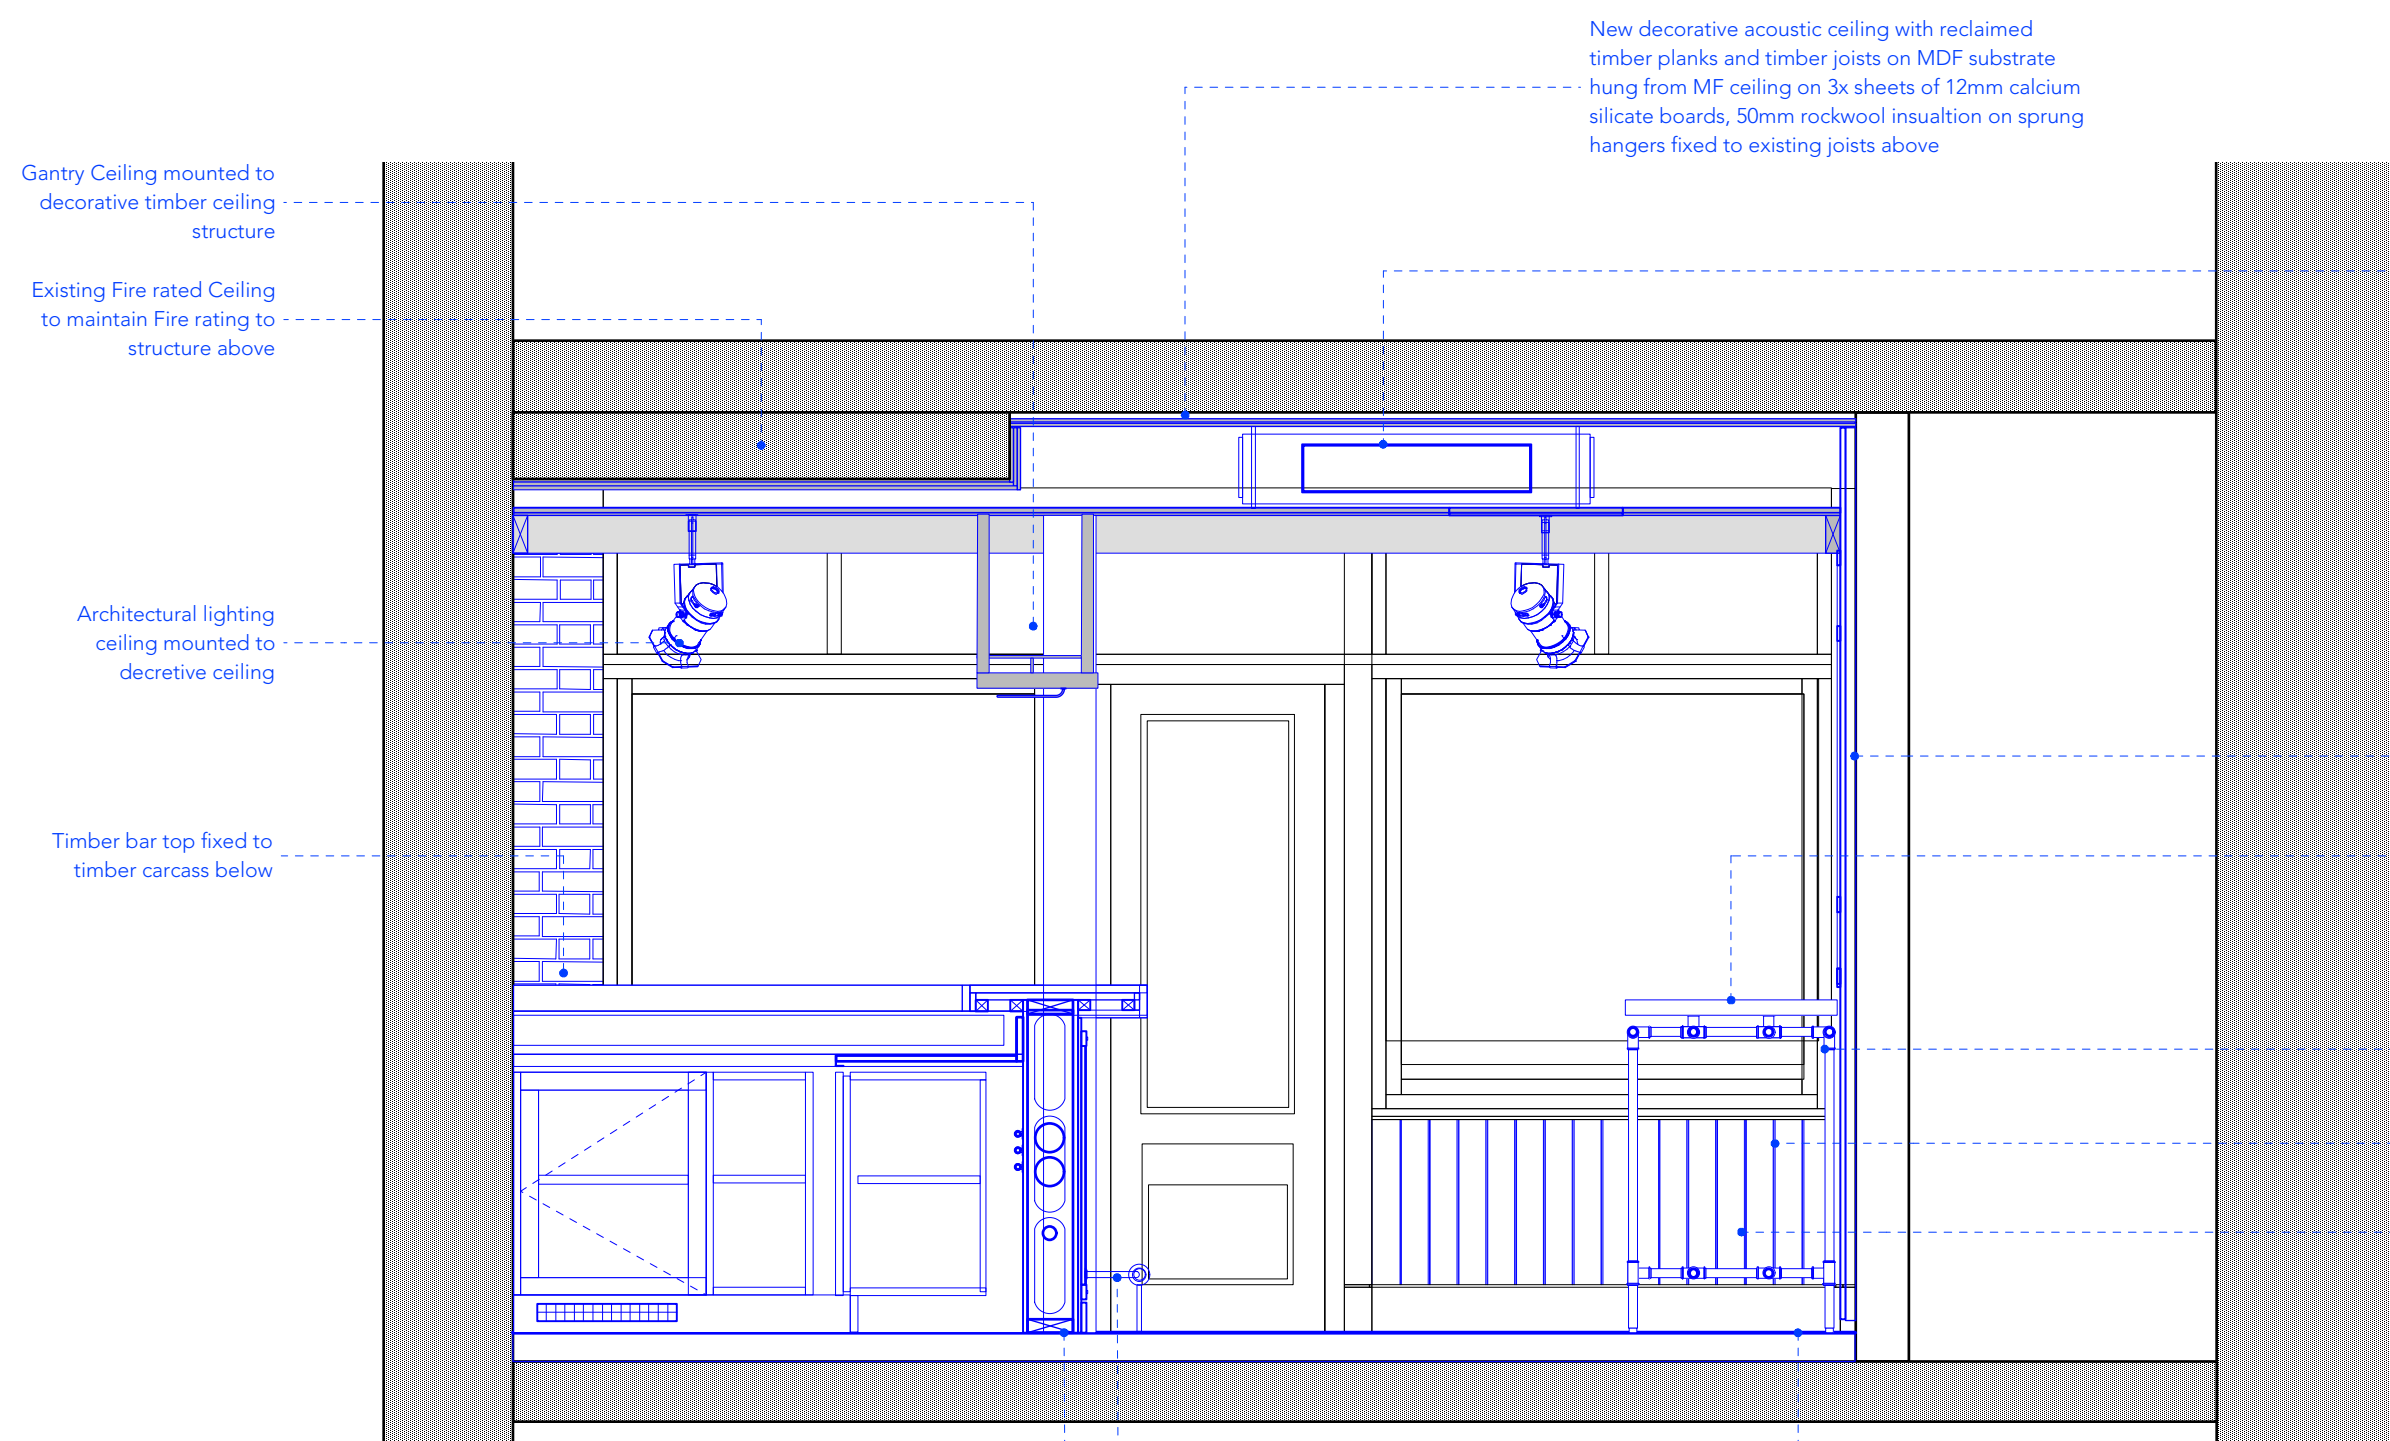 New decorative acoustic ceiling with reclaimed
timber planks and timber joists on MDF substrate
hung from MF ceiling on 3x sheets of 12mm calcium
silicate boards, 50mm rockwool insualtion on sprung
hangers fixed to existing joists above
Gantry Ceiling mounted to
decorative timber ceiling
structure
Existing Fire rated Ceiling
to maintain Fire rating to
structure above
Architectural lighting
ceiling mounted to
decretive ceiling
Timber bar top fixed to
timber carcass below